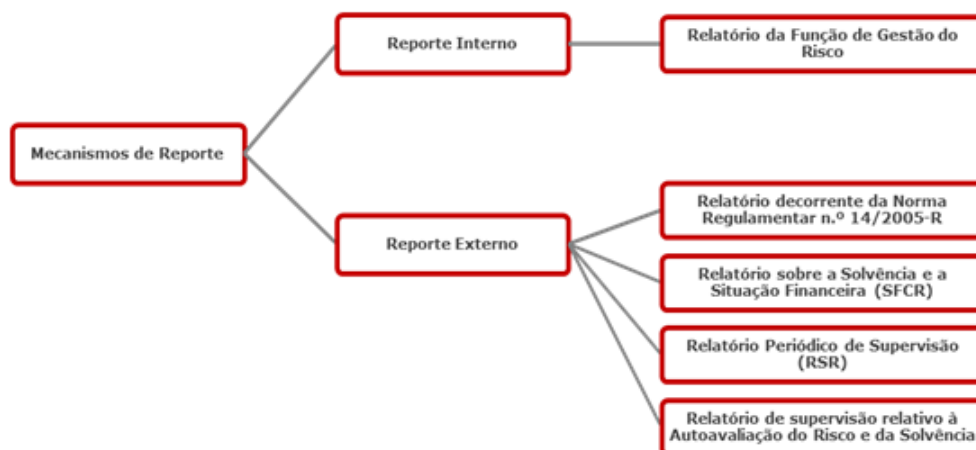 Mecanismos de Reporte
Reporte Interno
Relatório da Função de Gestão do
Risco
Reporte Externo
Relatório decorrente da Norma
Regulamentar n.º 14/2005-R
Relatório sobre a Solvência e a
Situação Financeira (SFCR)
Relatório Periódico de Supervisão
(RSR)
Relatório de supervisão relativo à
Autoavaliação do Risco e da Solvência